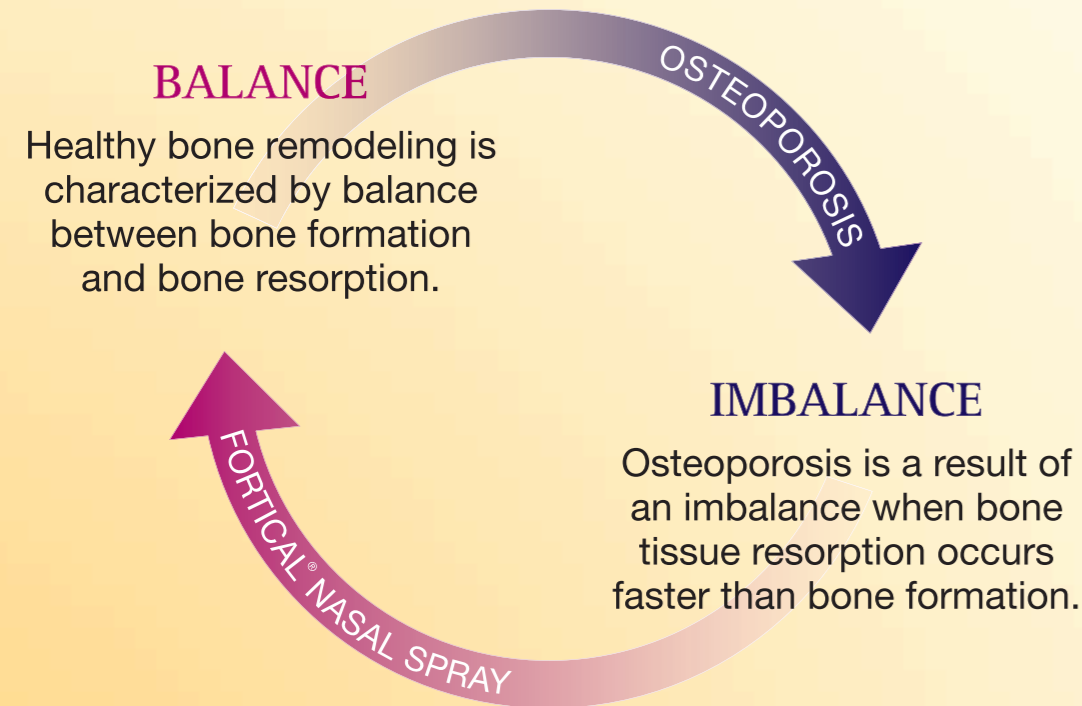 BALANCE
Healthy bone remodeling is
characterized by balance
between bone formation
and bone resorption.
OSTEOPOROSIS
IMBALANCE
Osteoporosis is a result of
an imbalance when bone
tissue resorption occurs
faster than bone formation.
FORTICAL® NASAL SPRAY